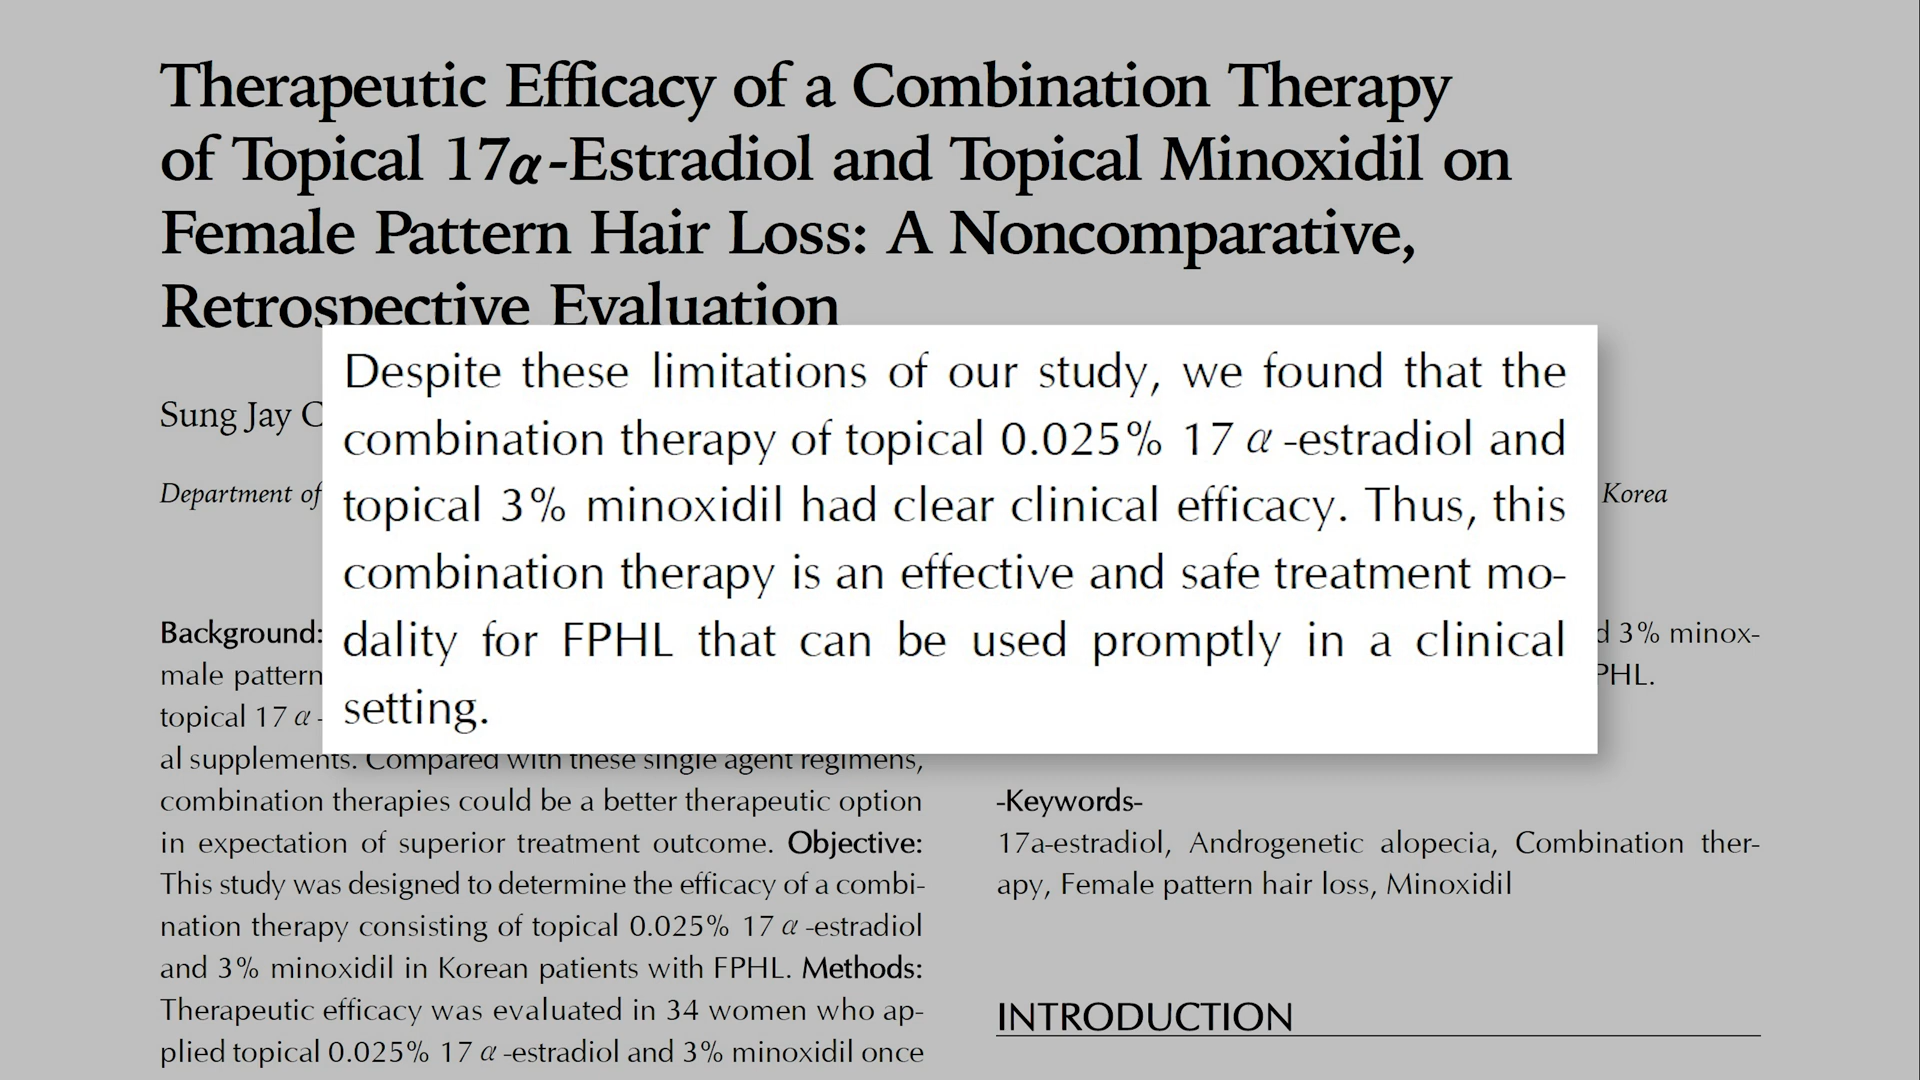 Therapeutic Efficacy of a Combination Therapy
of Topical 17α-Estradiol and Topical Minoxidil on
Female Pattern Hair Loss: A Noncomparative,
Retrospective Evaluation
Sung Jay
Department of
Korea
Despite these limitations of our study, we found that the
combination therapy of topical 0.025% 17α-estradiol and
topical 3% minoxidil had clear clinical efficacy. Thus, this
combination therapy is an effective and safe treatment mo-
dality for FPHL that can be used promptly in a clinical
setting.
Background:
male pattern
topical 17α-
al supplements. Compared with these single agent regimens,
combination therapies could be a better therapeutic option
in expectation of superior treatment outcome. Objective:
This study was designed to determine the efficacy of a combi-
nation therapy consisting of topical 0.025% 17α-estradiol
and 3% minoxidil in Korean patients with FPHL. Methods:
Therapeutic efficacy was evaluated in 34 women who ap-
plied topical 0.025% 17α-estradiol and 3% minoxidil once
3% minox-
PHL.
-Keywords-
17a-estradiol, Androgenetic alopecia, Combination ther-
apy, Female pattern hair loss, Minoxidil
INTRODUCTION